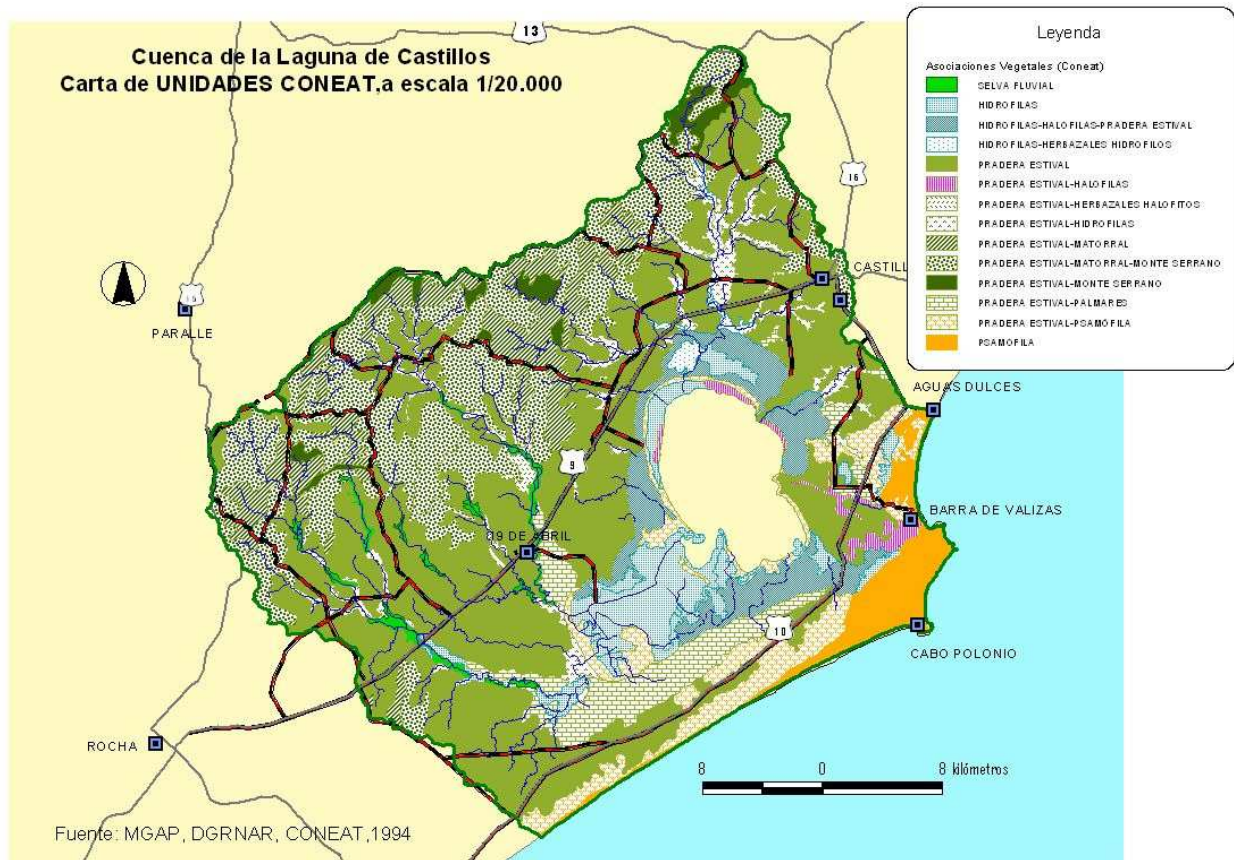 Cuenca de la Laguna de Castillos
Carta de UNIDADES CONEAT,a escala 1/20.000
13
Leyenda
Asociaciones Vegetales (Coneat)
SELVA FLUVIAL
HIDROFILAS
HIDROFILAS-HALOFILAS-PRADERA ESTIVAL
HIDROFILAS-HERBAZALES HIDROFILOS
PRADERA ESTIVAL
PRADERA ESTIVAL-HALOFILAS
PRADERA ESTIVAL-HERBAZALES HALOFITOS
PRADERA ESTIVAL-HIDROFILAS
PRADERA ESTIVAL-MATORRAL
PRADERA ESTIVAL-MATORRAL-MONTE SERRANO
PRADERA ESTIVAL-MONTE SERRANO
PRADERA ESTIVAL-PALMARES
PRADERA ESTIVAL-PSAMOFILA
PSAMOFILA
16
CASTILL
15
PARALLE
AGUAS DULCES
9
BARRA DE VALIZAS
19 DE ABRIL
10
CABO POLONIO
ROCHA
8 0 8 kilómetros
Fuente: MGAP, DGRNAR, CONEAT,1994